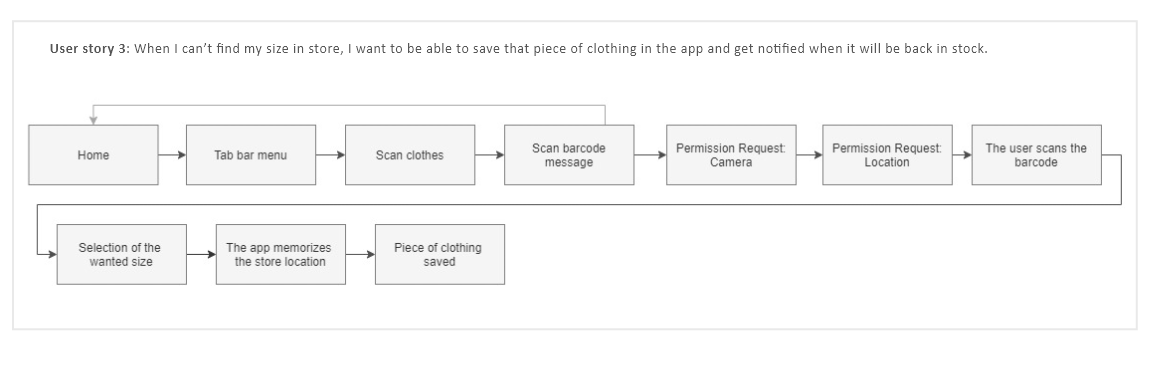 User story 3: When I can't find my size in store, I want to be able to save that piece of clothing in the app and get notified when it will be back in stock.
Home
Tab bar menu
Scan clothes
Scan barcode
message
Permission Request:
Camera
Permission Request:
Location
The user scans the
barcode
Selection of the
wanted size
The app memorizes
the store location
Piece of clothing
saved